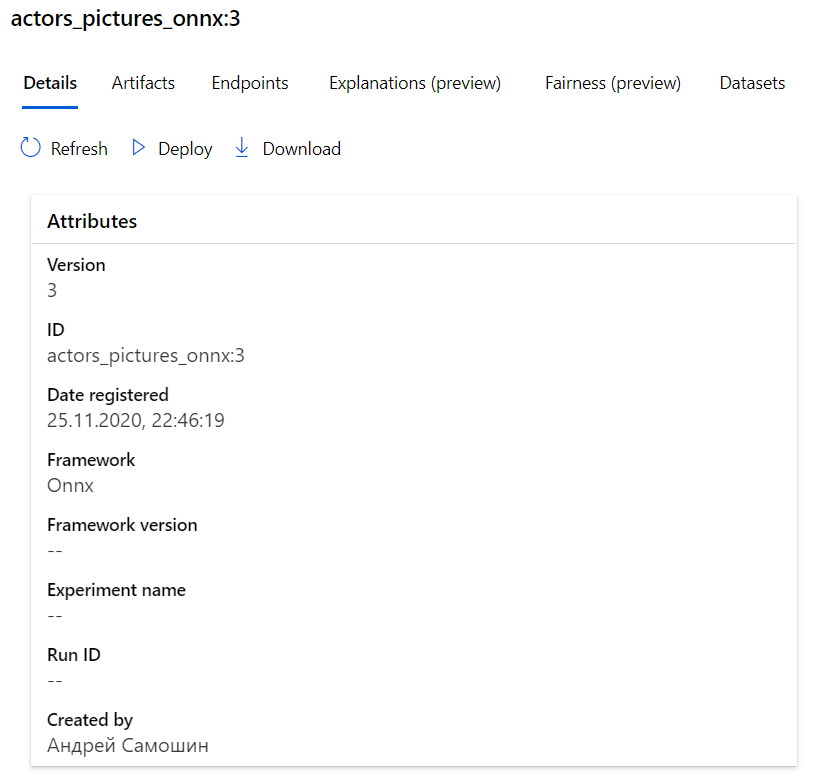 actors_pictures_onnx:3
Details Artifacts Endpoints Explanations (preview) Fairness (preview) Datasets
Refresh Deploy Download
Attributes
Version
3
ID
actors_pictures_onnx:3
Date registered
25.11.2020, 22:46:19
Framework
Onnx
Framework version
--
Experiment name
--
Run ID
--
Created by
Андрей Самошин